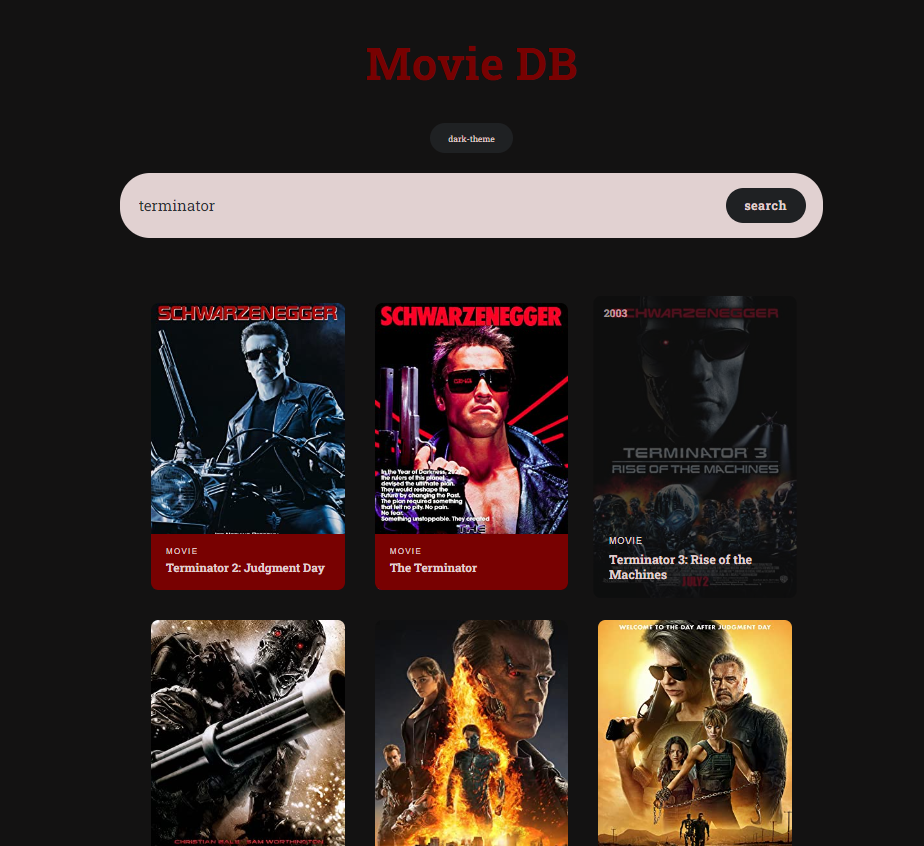 Movie DB
dark-theme
terminator
search
SCHWARZENEGGER
SCHWARZENEGGER
2003
CHWARZENEGGER
In the Year of Darkness, 2029,
the rulers of this planet
devised the ultimate plan.
They would reshape the
Future by changing the Past.
The plan required something
that felt no pity. No pain.
No fear.
Something unstoppable. They created
THE
TERMINATOR 3
RISE OF THE MACHINES
JULY 2
MOVIE
Terminator 2: Judgment Day
MOVIE
The Terminator
MOVIE
Terminator 3: Rise of the
Machines
WELCOME TO THE DAY AFTER JUDGMENT DAY
CHRISTIAN BALE SAM WORTHINGTON